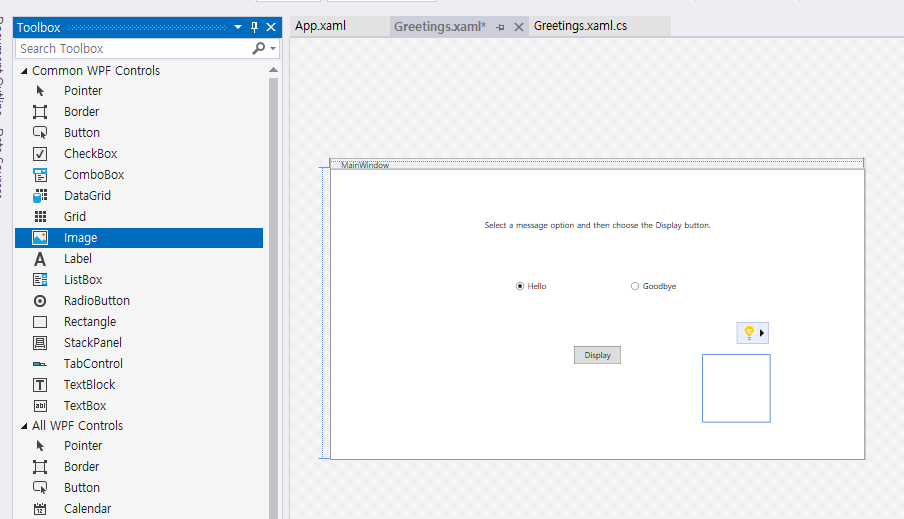 Toolbox
App.xaml
Greetings.xaml*
Greetings.xaml.cs
Search Toolbox
Common WPF Controls
Pointer
Border
Button
CheckBox
ComboBox
DataGrid
Grid
Image
Label
ListBox
RadioButton
Rectangle
StackPanel
TabControl
TextBlock
TextBox
All WPF Controls
Pointer
Border
Button
Calendar
MainWindow
Select a message option and then choose the Display button.
Hello
Goodbye
Display